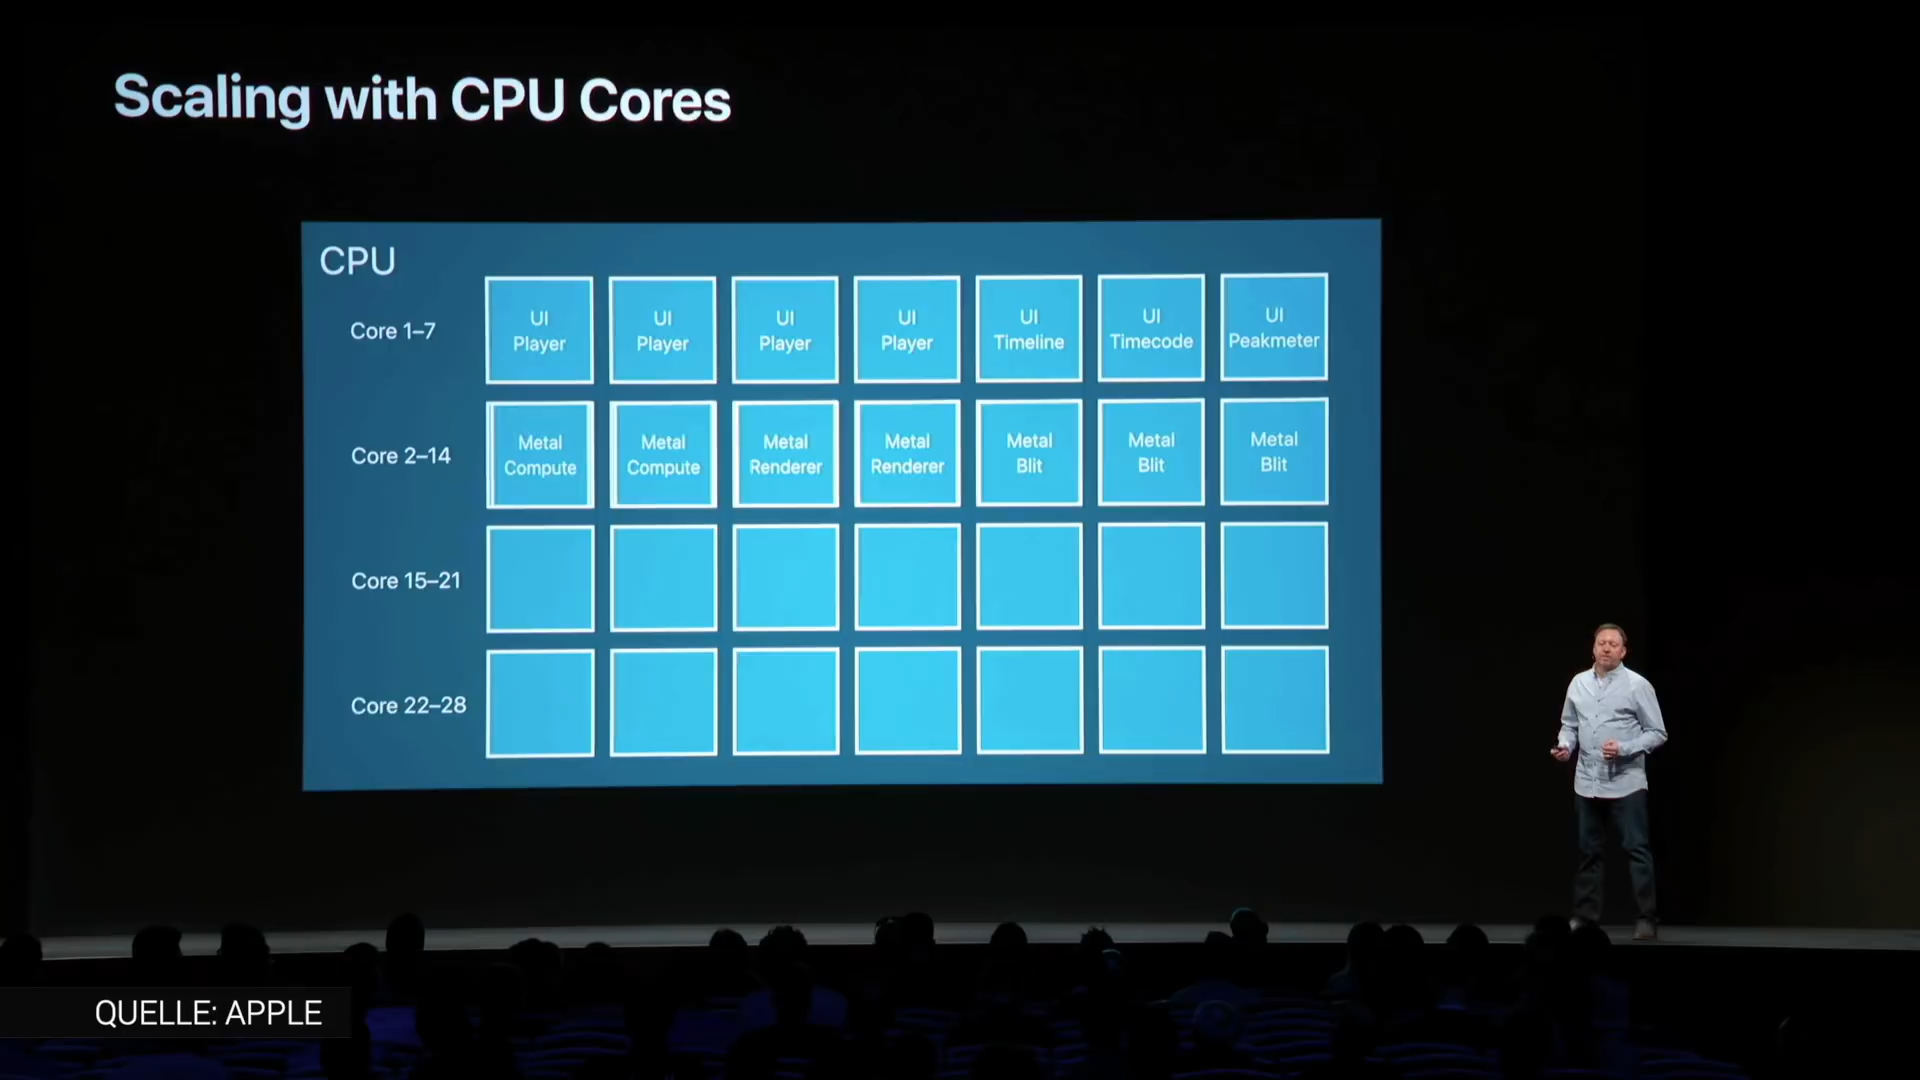 Scaling with CPU Cores
CPU
Core 1–7
UI
Player
UI
Player
UI
Player
UI
Player
UI
Timeline
UI
Timecode
UI
Peakmeter
Core 2–14
Metal
Compute
Metal
Compute
Metal
Renderer
Metal
Renderer
Metal
Blit
Metal
Blit
Metal
Blit
Core 15–21
Core 22–28
QUELLE: APPLE